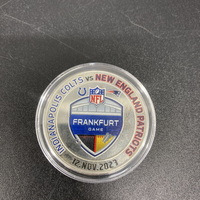 INDIANAPOLIS COLTS vs NEW ENGLAND PATRIOTS
NFL
FRANKFURT
GAME
12.NOV.2023